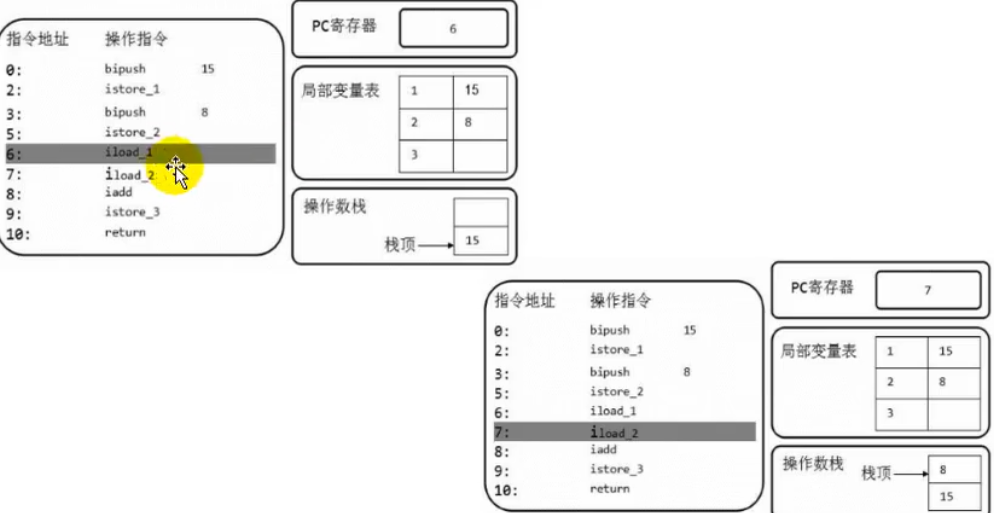 指令地址 操作指令
0: bipush 15
2: istore_1
3: bipush 8
5: istore_2
6: iload_1
7: iload_2
8: iadd
9: istore_3
10: return
PC寄存器 6
局部变量表 1 15
2 8
3
操作数栈
栈顶 15
指令地址 操作指令
0: bipush 15
2: istore_1
3: bipush 8
5: istore_2
6: iload_1
7: iload_2
8: iadd
9: istore_3
10: return
PC寄存器 7
局部变量表 1 15
2 8
3
操作数栈 栈顶 8
15